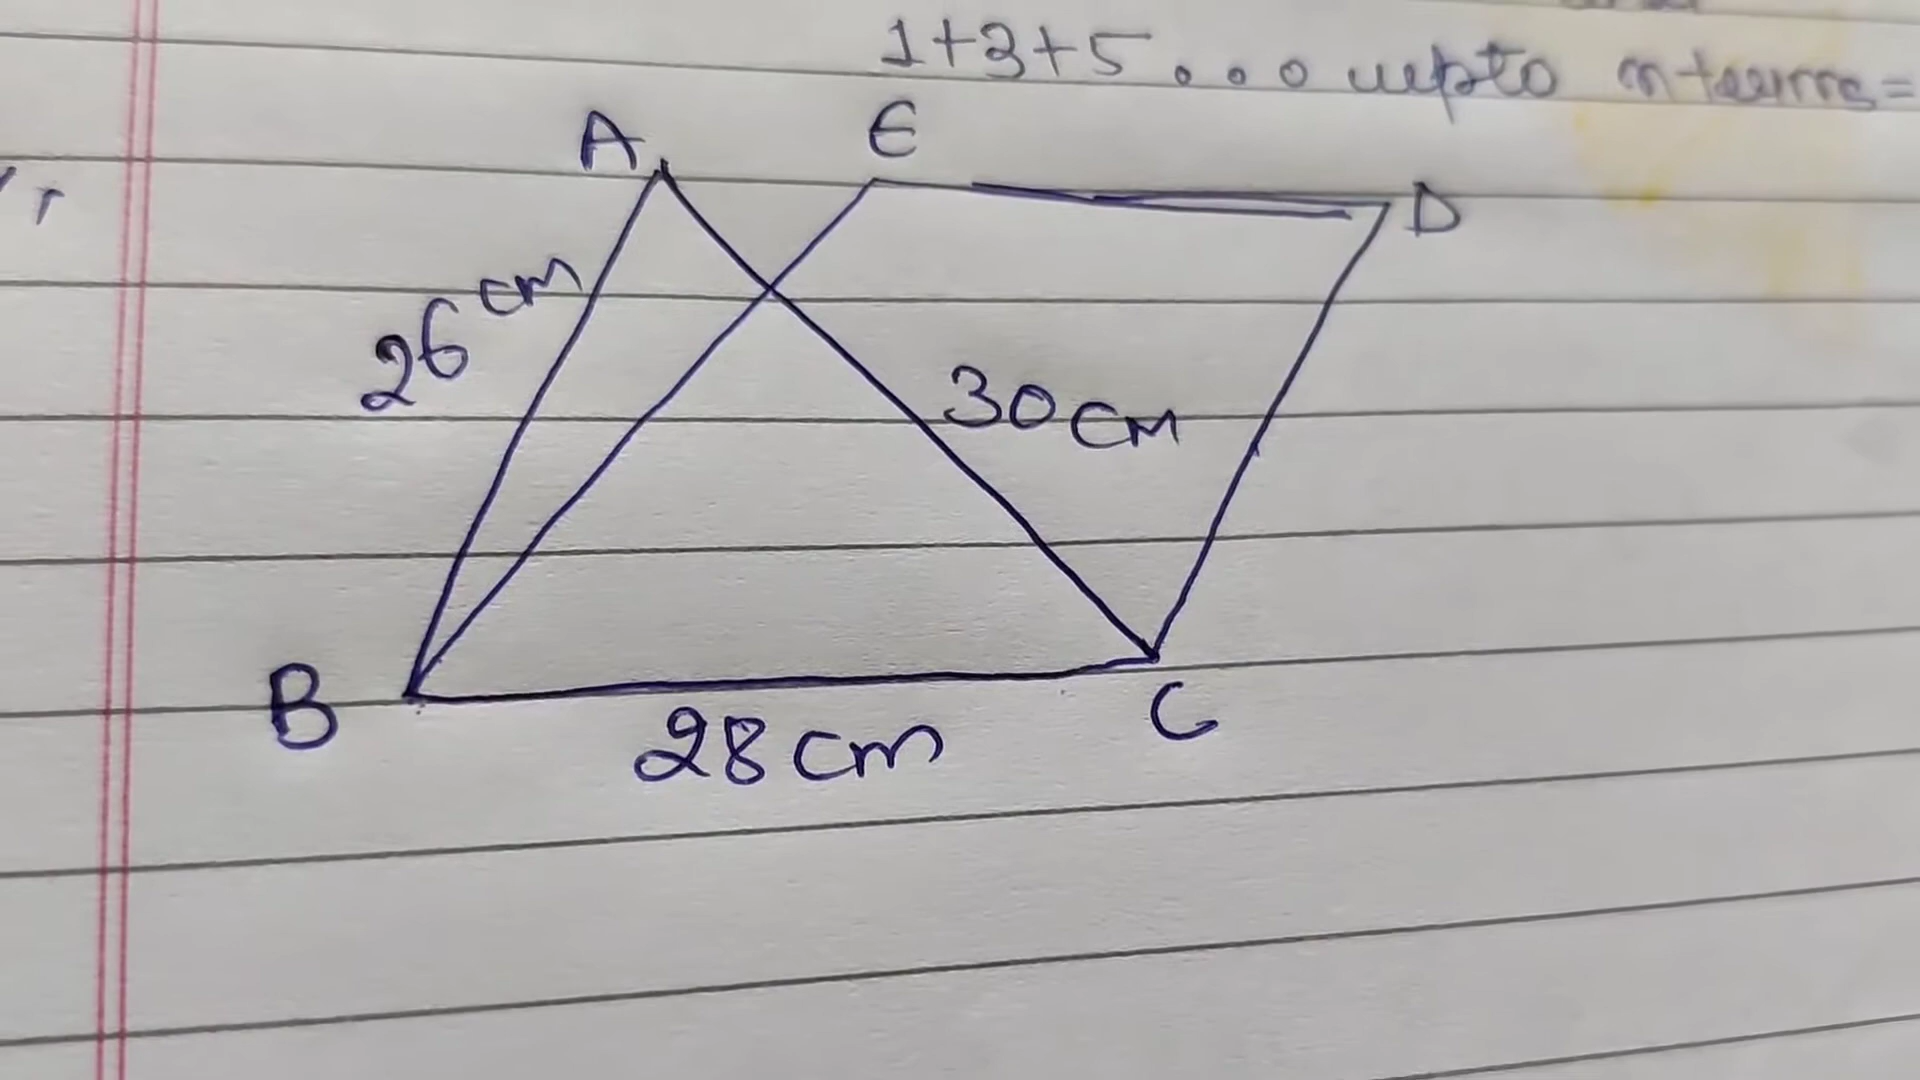 1+3+5... upto n terms=
A E
D
26 cm
30 cm
B C
28 cm